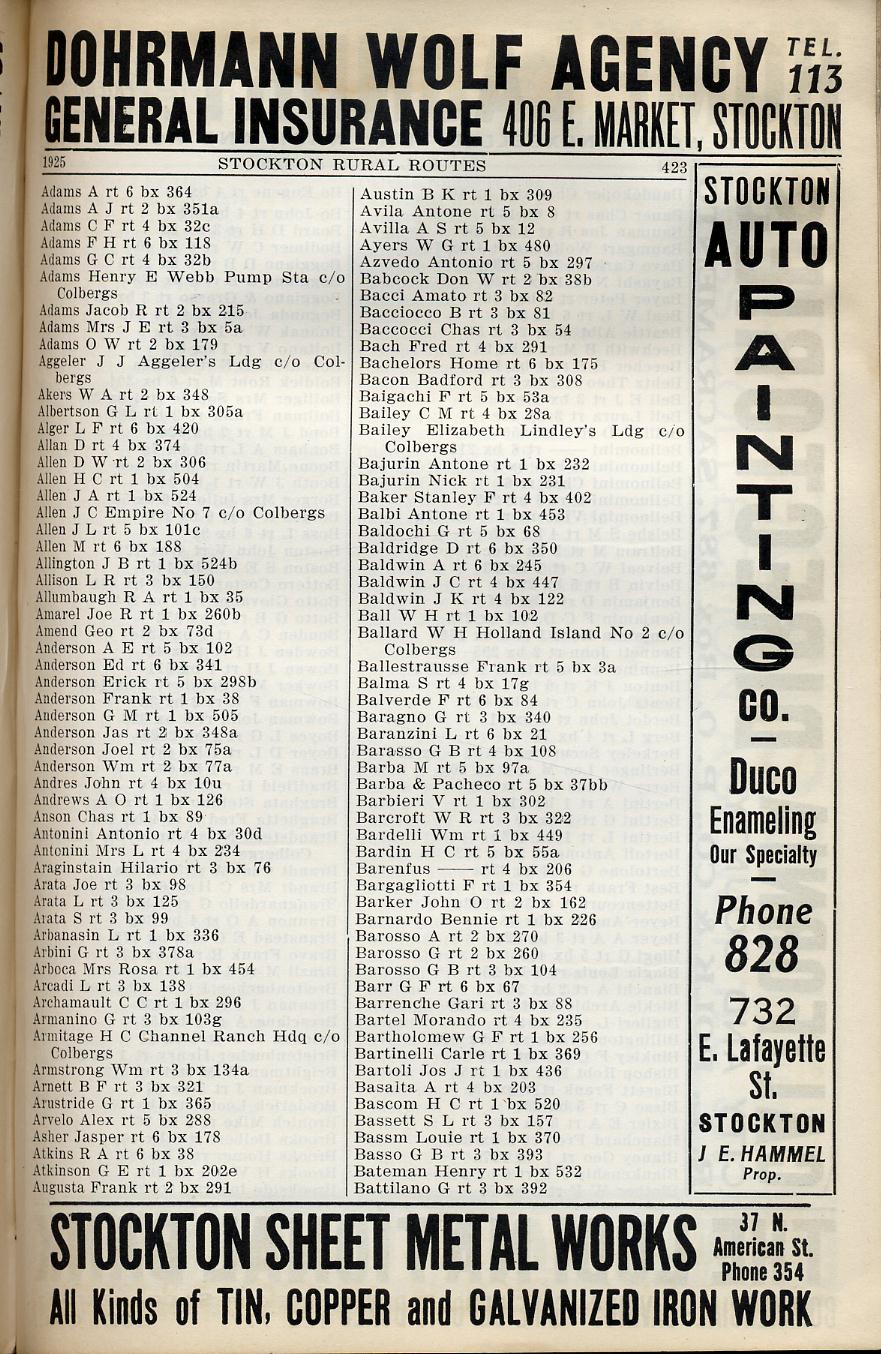 DOHRMANN WOLF AGENCY TEL. 113
GENERAL INSURANCE 406 E. MARKET, STOCKTON
1925 STOCKTON RURAL ROUTES 423
Adams A rt 6 bx 364
Adams A J rt 2 bx 351a
Adams C F rt 4 bx 32c
Adams F H rt 6 bx 118
Adams G C rt 4 bx 32b
Adams Henry E Webb Pump Sta c/o
Colbergs
Adams Jacob R rt 2 bx 215
Adams Mrs J E rt 3 bx 5a
Adams O W rt 2 bx 179
Aggeler J J Aggeler's Ldg c/o Col-
bergs
Akers W A rt 2 bx 348
Albertson G L rt 1 bx 305a
Alger L F rt 6 bx 420
Allan D rt 4 bx 374
Allen D W rt 2 bx 306
Allen H C rt 1 bx 504
Allen J A rt 1 bx 524
Allen J C Empire No 7 c/o Colbergs
Allen J L rt 5 bx 101c
Allen M rt 6 bx 188
Allington J B rt 1 bx 524b
Allison L R rt 3 bx 150
Allumbaugh R A rt 1 bx 35
Amarel Joe R rt 1 bx 260b
Amend Geo rt 2 bx 73d
Anderson A E rt 5 bx 102
Anderson Ed rt 6 bx 341
Anderson Erick rt 5 bx 298b
Anderson Frank rt 1 bx 38
Anderson G M rt 1 bx 505
Anderson Jas rt 2 bx 348a
Anderson Joel rt 2 bx 75a
Anderson Wm rt 2 bx 77a
Andres John rt 4 bx 10u
Andrews A O rt 1 bx 126
Anson Chas rt 1 bx 89
Antonini Antonio rt 4 bx 30d
Antonini Mrs L rt 4 bx 234
Araginstain Hilario rt 3 bx 76
Arata Joe rt 3 bx 98
Arata L rt 3 bx 125
Arata S rt 3 bx 99
Arbanasin L rt 1 bx 336
Arbini G rt 3 bx 378a
Arboca Mrs Rosa rt 1 bx 454
Arcadi L rt 3 bx 138
Archamault C C rt 1 bx 296
Armanino G rt 3 bx 103g
Armitage H C Channel Ranch Hdq c/o
Colbergs
Armstrong Wm rt 3 bx 134a
Arnett B F rt 3 bx 321
Arustride G rt 1 bx 365
Arvelo Alex rt 5 bx 288
Asher Jasper rt 6 bx 178
Atkins R A rt 6 bx 38
Atkinson G E rt 1 bx 202e
Augusta Frank rt 2 bx 291
Austin B K rt 1 bx 309
Avila Antone rt 5 bx 8
Avilla A S rt 5 bx 12
Ayers W G rt 1 bx 480
Azvedo Antonio rt 5 bx 297
Babcock Don W rt 2 bx 38b
Bacci Amato rt 3 bx 82
Bacciocco B rt 3 bx 81
Baccocci Chas rt 3 bx 54
Bach Fred rt 4 bx 291
Bachelors Home rt 6 bx 175
Bacon Badford rt 3 bx 308
Baigachi F rt 5 bx 53a
Bailey C M rt 4 bx 28a
Bailey Elizabeth Lindley's Ldg c/o
Colbergs
Bajurin Antone rt 1 bx 232
Bajurin Nick rt 1 bx 231
Baker Stanley F rt 4 bx 402
Balbi Antone rt 1 bx 453
Baldochi G rt 5 bx 68
Baldridge D rt 6 bx 350
Baldwin A rt 6 bx 245
Baldwin J C rt 4 bx 447
Baldwin J K rt 4 bx 122
Ball W H rt 1 bx 102
Ballard W H Holland Island No 2 c/o
Colbergs
Ballestrausse Frank rt 5 bx 3a
Balma S rt 4 bx 17g
Balverde F rt 6 bx 84
Baragno G rt 3 bx 340
Baranzini L rt 6 bx 21
Barasso G B rt 4 bx 108
Barba M rt 5 bx 97a
Barba & Pacheco rt 5 bx 37bb
Barbieri V rt 1 bx 302
Barcroft W R rt 3 bx 322
Bardelli Wm rt 1 bx 449
Bardin H C rt 5 bx 55a
Barenfus —— rt 4 bx 206
Bargagliotti F rt 1 bx 354
Barker John O rt 2 bx 162
Barnardo Bennie rt 1 bx 226
Barosso A rt 2 bx 270
Barosso G rt 2 bx 260
Barosso G B rt 3 bx 104
Barr G F rt 6 bx 67
Barrenche Gari rt 3 bx 88
Bartel Morando rt 4 bx 235
Bartholomew G F rt 1 bx 256
Bartinelli Carle rt 1 bx 369
Bartoli Jos J rt 1 bx 436
Basalta A rt 4 bx 203
Bascom H C rt 1 bx 520
Bassett S L rt 3 bx 157
Bassm Louie rt 1 bx 370
Basso G B rt 3 bx 393
Bateman Henry rt 1 bx 532
Battilano G rt 3 bx 392
STOCKTON
AUTO
PAINTING
CO.
—
Duco
Enameling
Our Specialty
—
Phone
828
732
E. Lafayette
St.
STOCKTON
J E. HAMMEL
Prop.
STOCKTON SHEET METAL WORKS
37 N.
American St.
Phone 354
All Kinds of TIN, COPPER and GALVANIZED IRON WORK